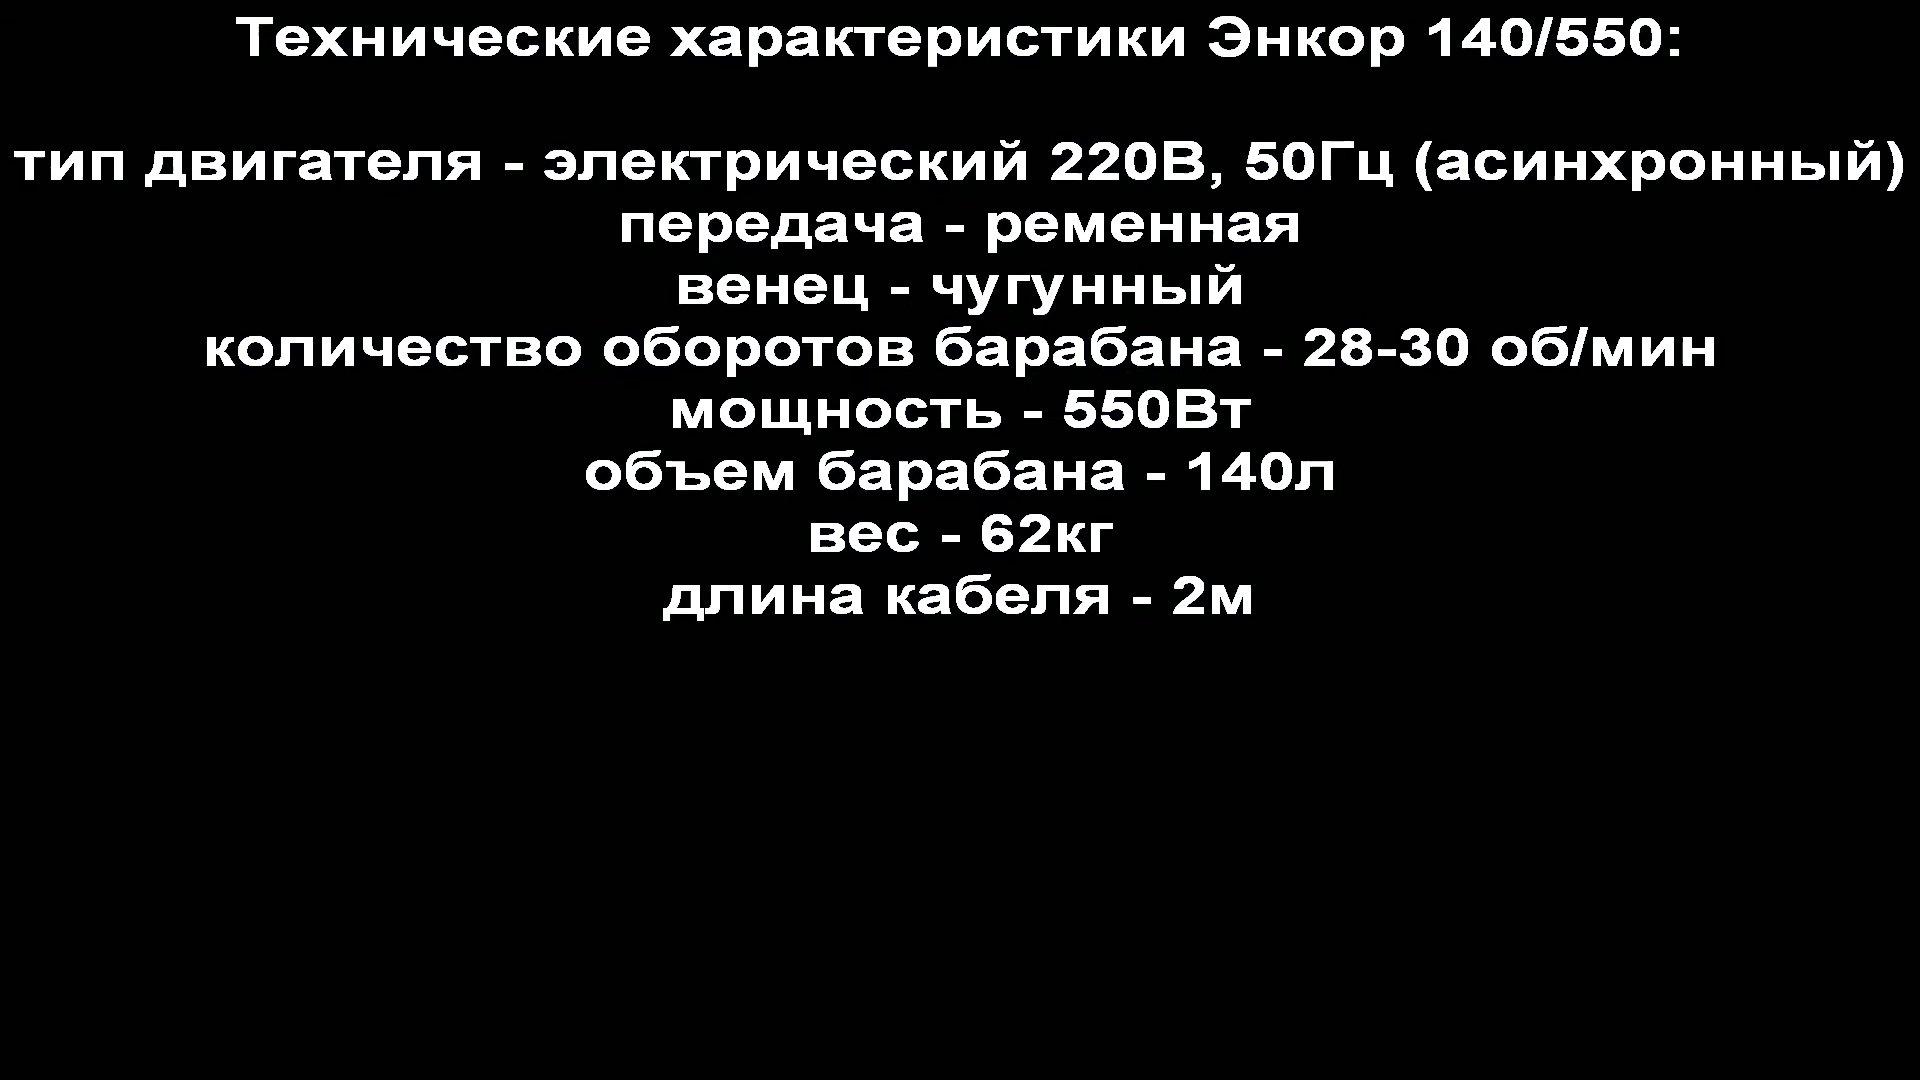 Технические характеристики Энкор 140/550:
тип двигателя - электрический 220В, 50Гц (асинхронный)
передача - ременная
венец - чугунный
количество оборотов барабана - 28-30 об/мин
мощность - 550Вт
объем барабана - 140л
вес - 62кг
длина кабеля - 2м